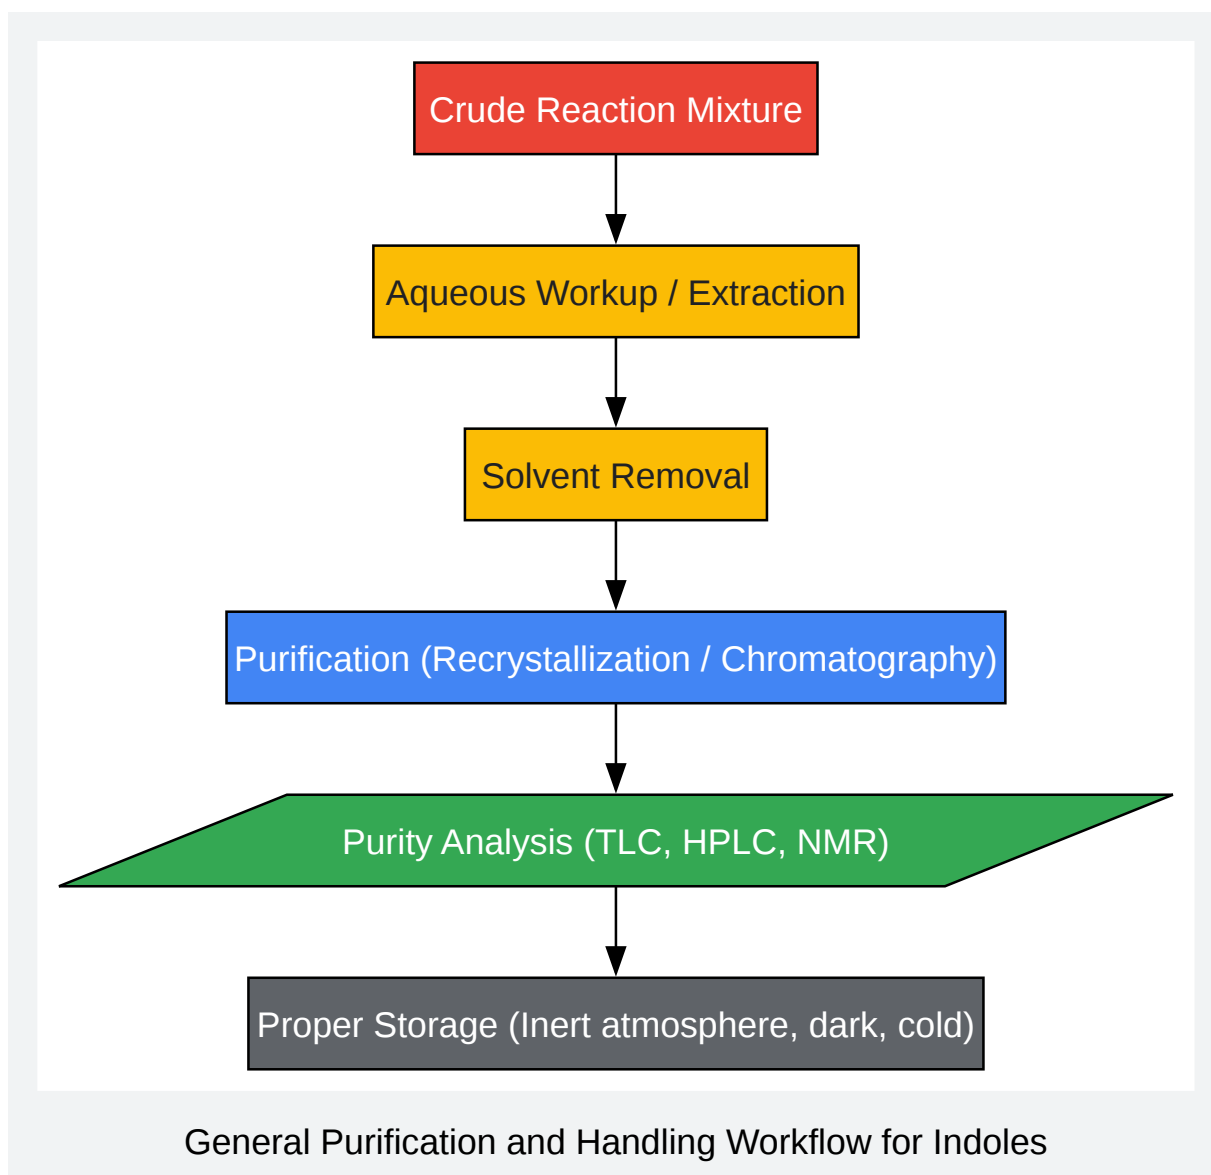 Crude Reaction Mixture
Aqueous Workup / Extraction
Solvent Removal
Purification (Recrystallization / Chromatography)
Purity Analysis (TLC, HPLC, NMR)
Proper Storage (Inert atmosphere, dark, cold)
General Purification and Handling Workflow for Indoles